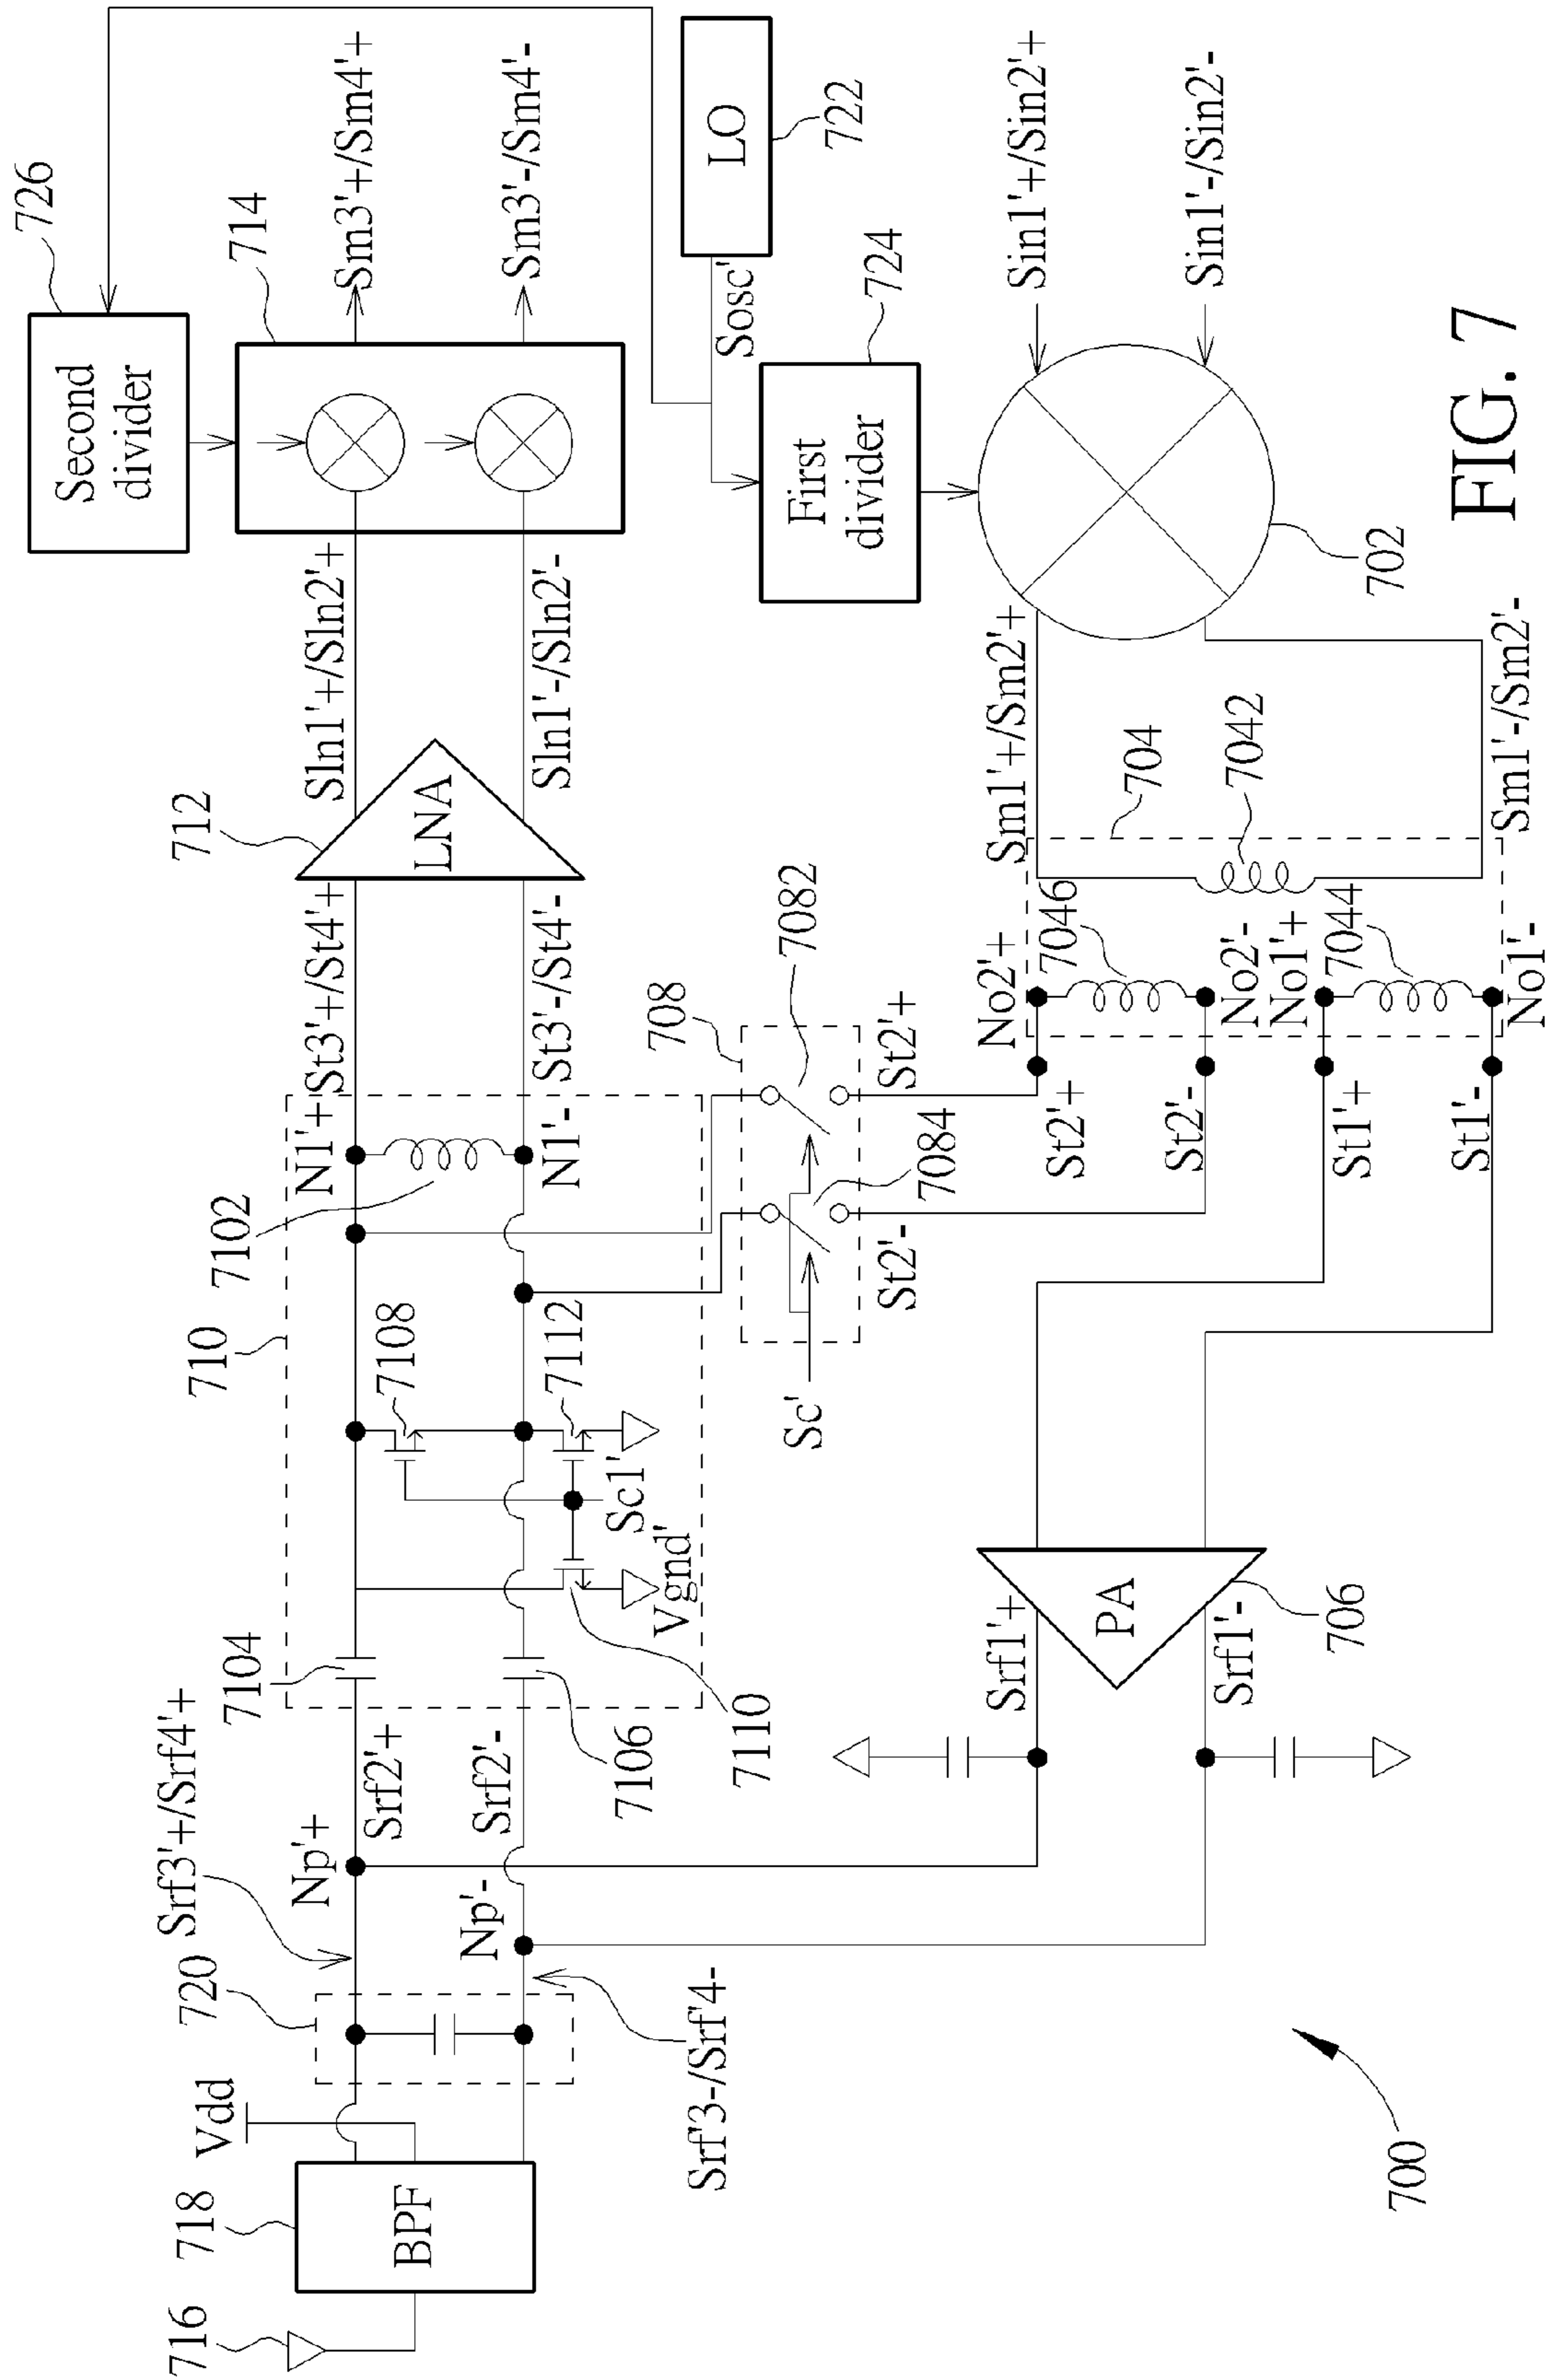 726
Second
divider
714
Sm3'+/Sm4'+
Sm3'-/Sm4'-
LO
722
Sosc'
724
First
divider
Sin1'+/Sin2'+
Sin1'-/Sin2'-
702
Sln1'+/Sln2'+
Sln1'-/Sln2'-
712
LNA
St3'+/St4'+
St3'-/St4'-
Sm1'+/Sm2'+
Sm1'-/Sm2'-
704
7042
7046
7044
No2'+
No2'-
No1'+
No1'-
708
7082
7084
St2'+
St2'-
Sc'
St2'+
St2'-
St1'+
St1'-
710
7102
N1'+
N1'-
7108
7112
Sc1'
Vgnd'
7104
7106
7110
Srf2'+
Srf2'-
PA
706
Srf1'+
Srf1'-
Srf3'+/Srf4'+
Np'+
Np'-
720
Srf'3-/Srf'4-
Vdd
718
BPF
716
700
FIG. 7